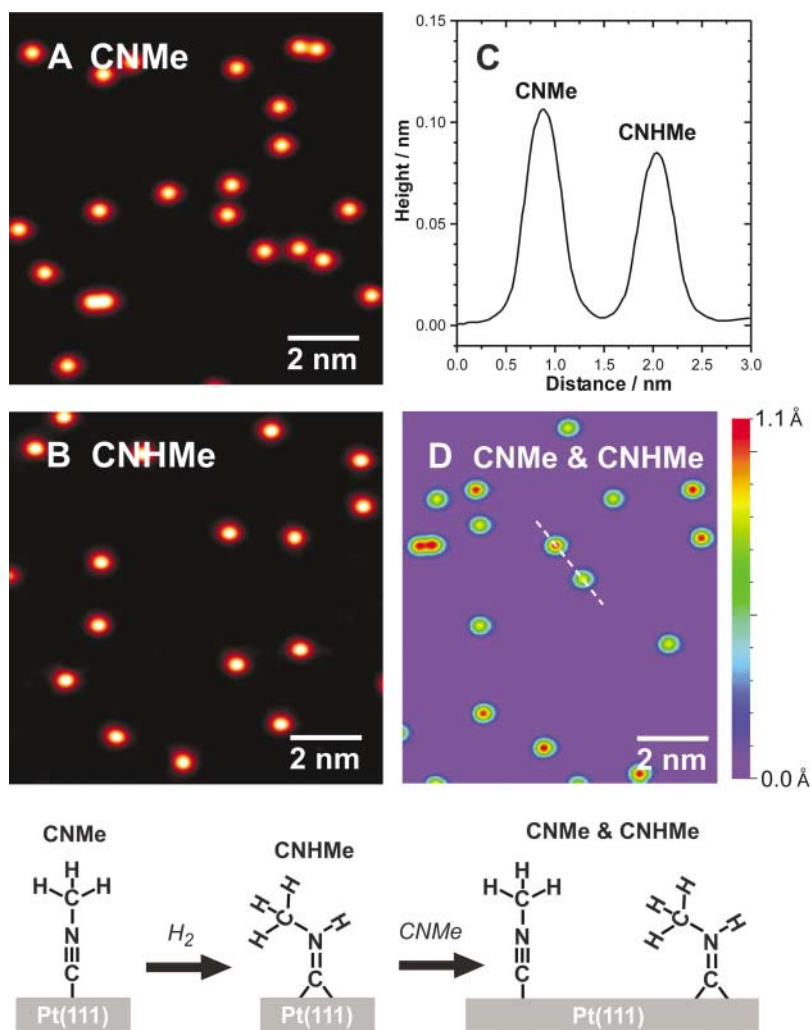 A CNMe
2 nm
C
CNMe
CNHMe
Height / nm
0.15
0.10
0.05
0.00
0.0 0.5 1.0 1.5 2.0 2.5 3.0
Distance / nm
B CNHMe
2 nm
D CNMe & CNHMe
2 nm
1.1 Å
0.0 Å
CNMe
H
H C H
N
C
Pt(111)
H2
CNHMe
H
H C H
H N
C
Pt(111)
CNMe
CNMe & CNHMe
H
H C H
N
C
H
H C H
H N
C
Pt(111)